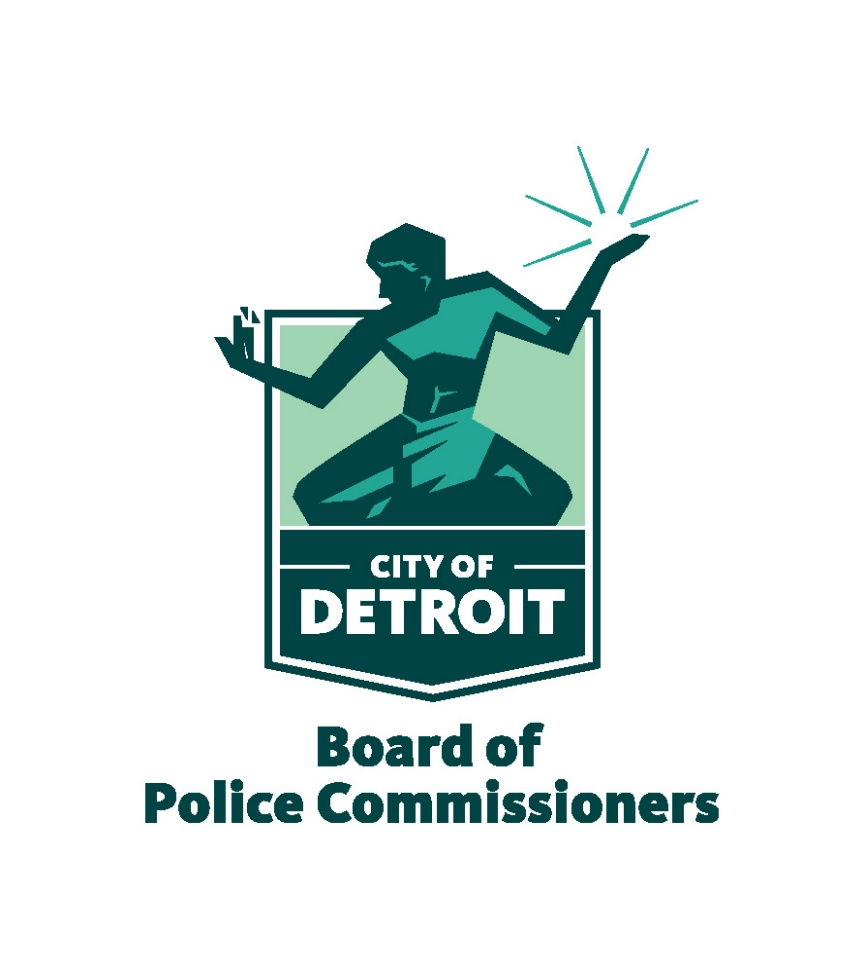 CITY OF
DETROIT
Board of
Police Commissioners